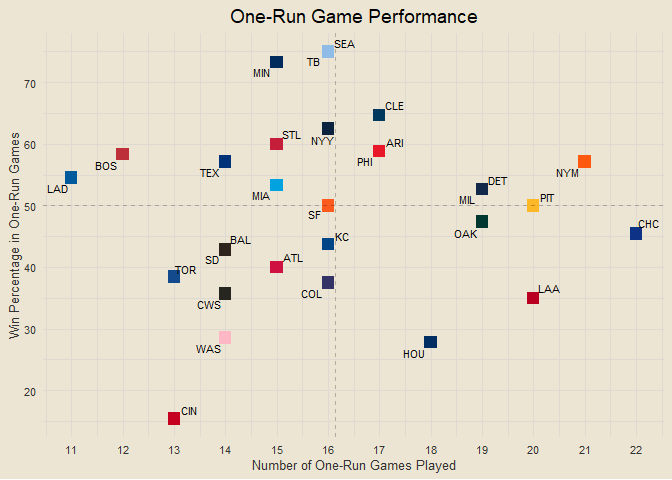 One-Run Game Performance
SEA
TB
MIN
CLE
STL
NYY
ARI
PHI
BOS
TEX
NYM
LAD
MIA
DET
MIL
PIT
SF
CHC
OAK
BAL
SD
KC
TOR
ATL
COL
CWS
LAA
WAS
HOU
CIN
70
60
50
40
30
20
Win Percentage in One-Run Games
11 12 13 14 15 16 17 18 19 20 21 22
Number of One-Run Games Played